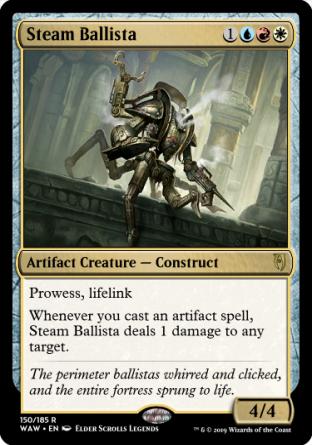 Steam Ballista 1
Artifact Creature — Construct
Prowess, lifelink
Whenever you cast an artifact spell,
Steam Ballista deals 1 damage to any
target.
The perimeter ballistas whirred and clicked,
and the entire fortress sprung to life.
4/4
150/185 R
WAW • EN Elder Scrolls Legends
™ & © 2019 Wizards of the Coast